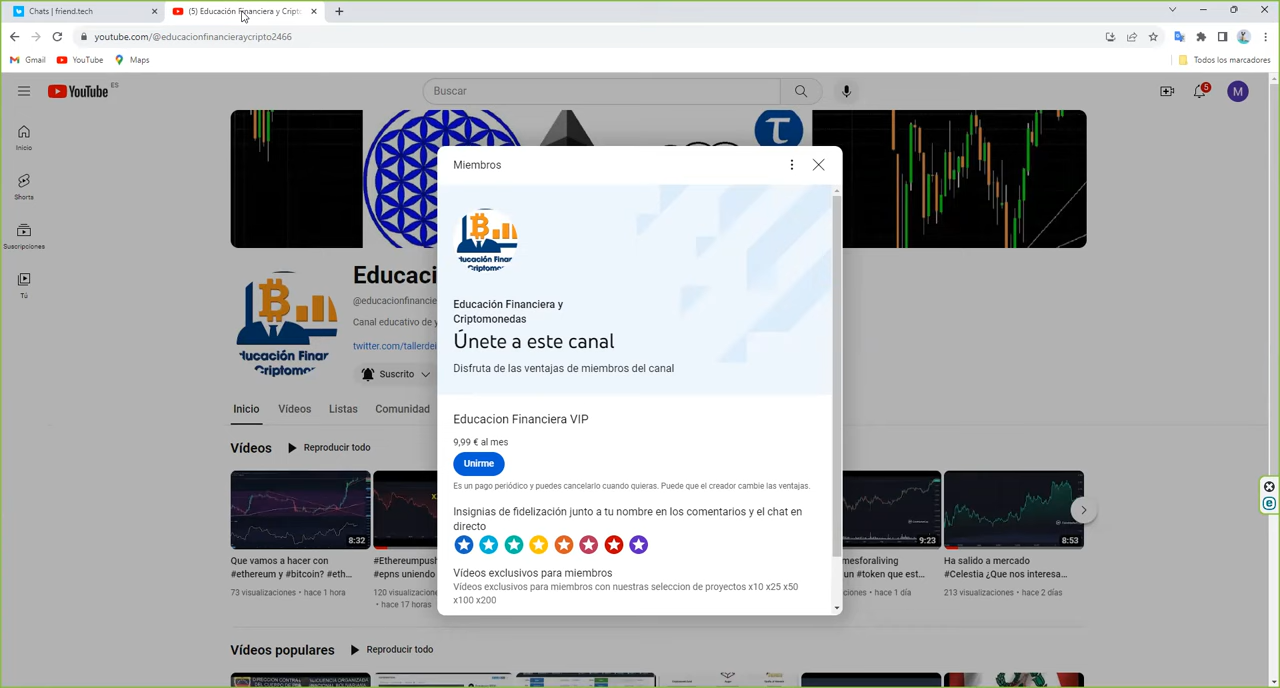 Chats | friend.tech
(5) Educación Financiera y Cripto
youtube.com/@educacionfinancieraycripto2466
Gmail
YouTube
Maps
Todos los marcadores
YouTube ES
Buscar
5
M
Inicio
Shorts
Suscripciones
Tú
Educaci
@educacionfinancie
Canal educativo de y
twitter.com/tallerdei
Suscrito
Inicio
Vídeos
Listas
Comunidad
Miembros
Educación Financiera y
Criptomonedas
Únete a este canal
Disfruta de las ventajas de miembros del canal
Educacion Financiera VIP
9,99 € al mes
Unirme
Es un pago periódico y puedes cancelarlo cuando quieras. Puede que el creador cambie las ventajas.
Insignias de fidelización junto a tu nombre en los comentarios y el chat en
directo
Vídeos exclusivos para miembros
Vídeos exclusivos para miembros con nuestras seleccion de proyectos x10 x25 x50
x100 x200
Vídeos
Reproducir todo
8:32
Que vamos a hacer con
#ethereum y #bitcoin? #eth...
73 visualizaciones • hace 1 hora
#Ethereumpush
#epns uniendo
120 visualizaciones
• hace 17 horas
9:23
mesforaliving
un #token que est...
• hace 1 día
8:53
Ha salido a mercado
#Celestia ¿Que nos interesa...
213 visualizaciones • hace 2 días
Vídeos populares
Reproducir todo